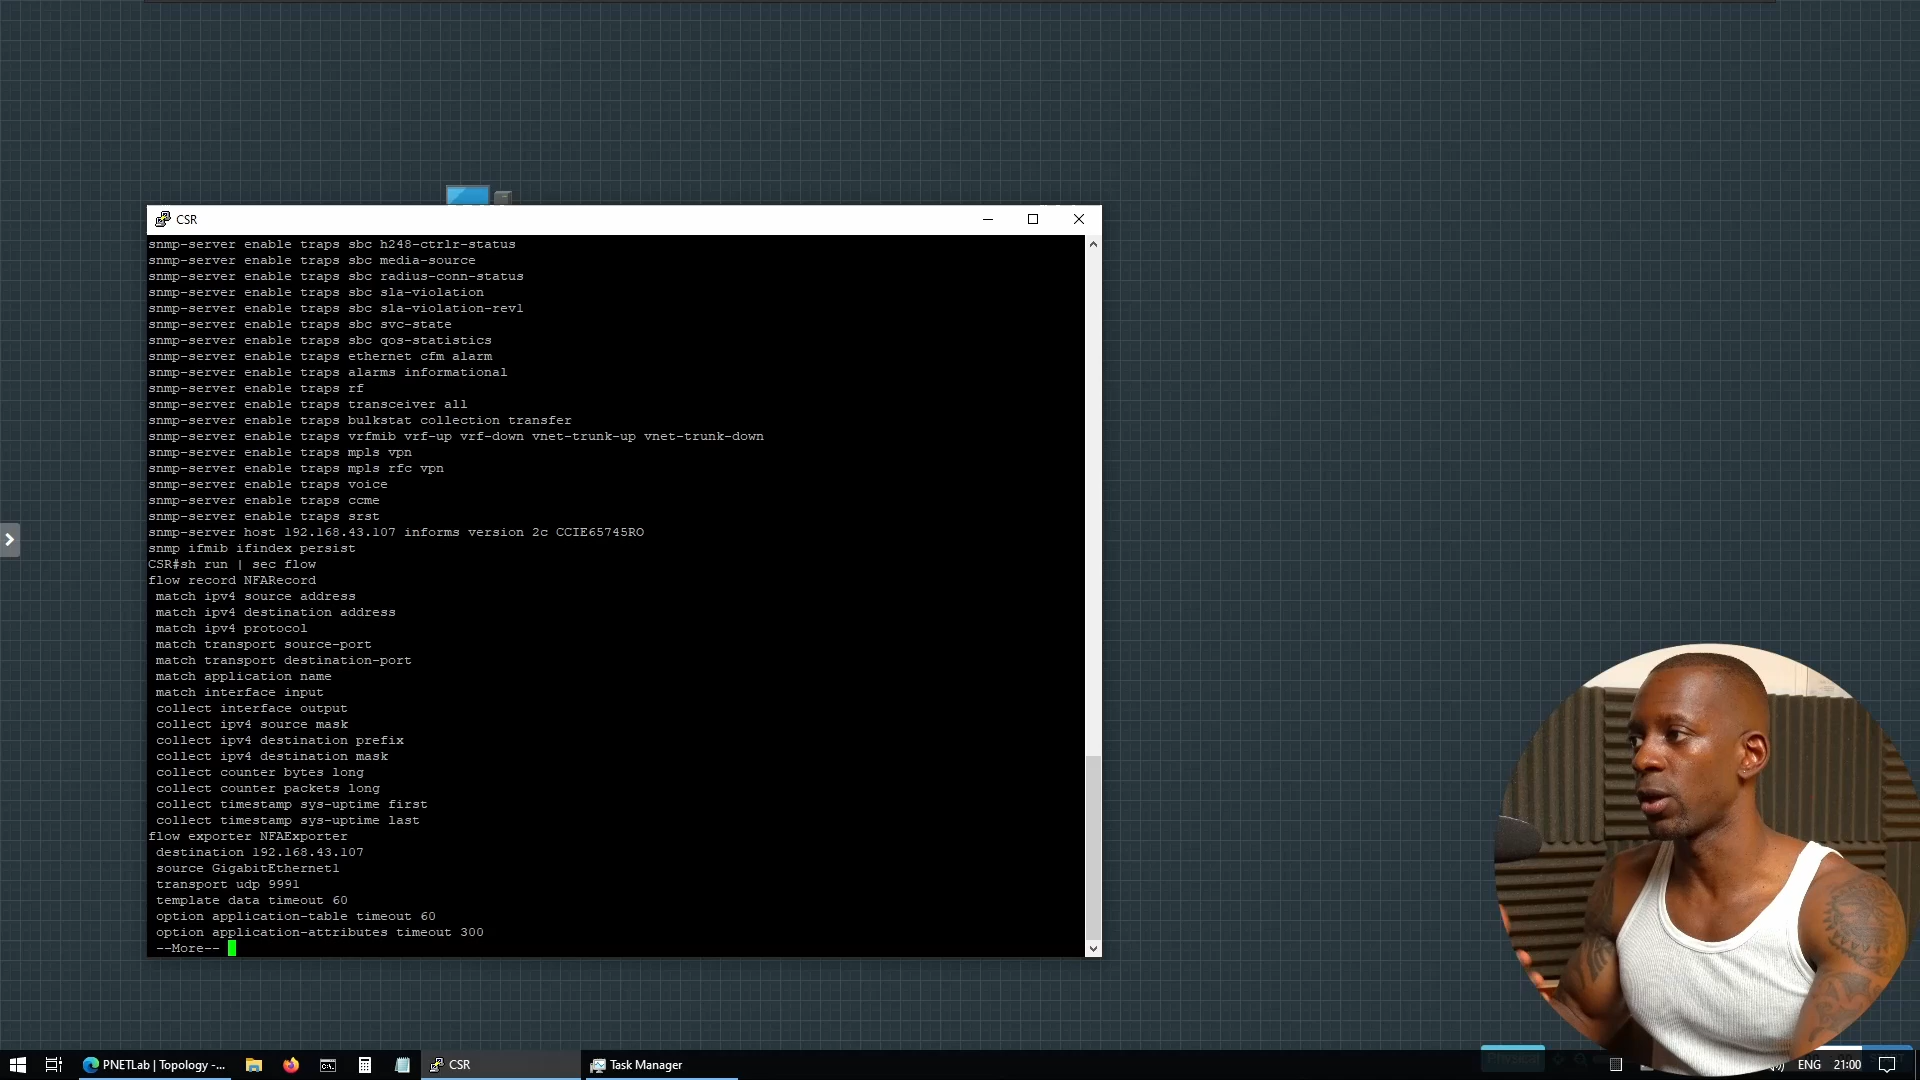 CSR
snmp-server enable traps sbc h248-ctrlr-status
snmp-server enable traps sbc media-source
snmp-server enable traps sbc radius-conn-status
snmp-server enable traps sbc sla-violation
snmp-server enable traps sbc sla-violation-rev1
snmp-server enable traps sbc svc-state
snmp-server enable traps sbc qos-statistics
snmp-server enable traps ethernet cfm alarm
snmp-server enable traps alarms informational
snmp-server enable traps rf
snmp-server enable traps transceiver all
snmp-server enable traps bulkstat collection transfer
snmp-server enable traps vrfmib vrf-up vrf-down vnet-trunk-up vnet-trunk-down
snmp-server enable traps mpls vpn
snmp-server enable traps mpls rfc vpn
snmp-server enable traps voice
snmp-server enable traps ccme
snmp-server enable traps srst
snmp-server host 192.168.43.107 informs version 2c CCIE65745RO
snmp ifmib ifindex persist
CSR#sh run | sec flow
flow record NFARecord
match ipv4 source address
match ipv4 destination address
match ipv4 protocol
match transport source-port
match transport destination-port
match application name
match interface input
collect interface output
collect ipv4 source mask
collect ipv4 destination prefix
collect ipv4 destination mask
collect counter bytes long
collect counter packets long
collect timestamp sys-uptime first
collect timestamp sys-uptime last
flow exporter NFAExporter
destination 192.168.43.107
source GigabitEthernet1
transport udp 9991
template data timeout 60
option application-table timeout 60
option application-attributes timeout 300
--More--
PNETLab | Topology -...
CSR
Task Manager
ENG
21:00